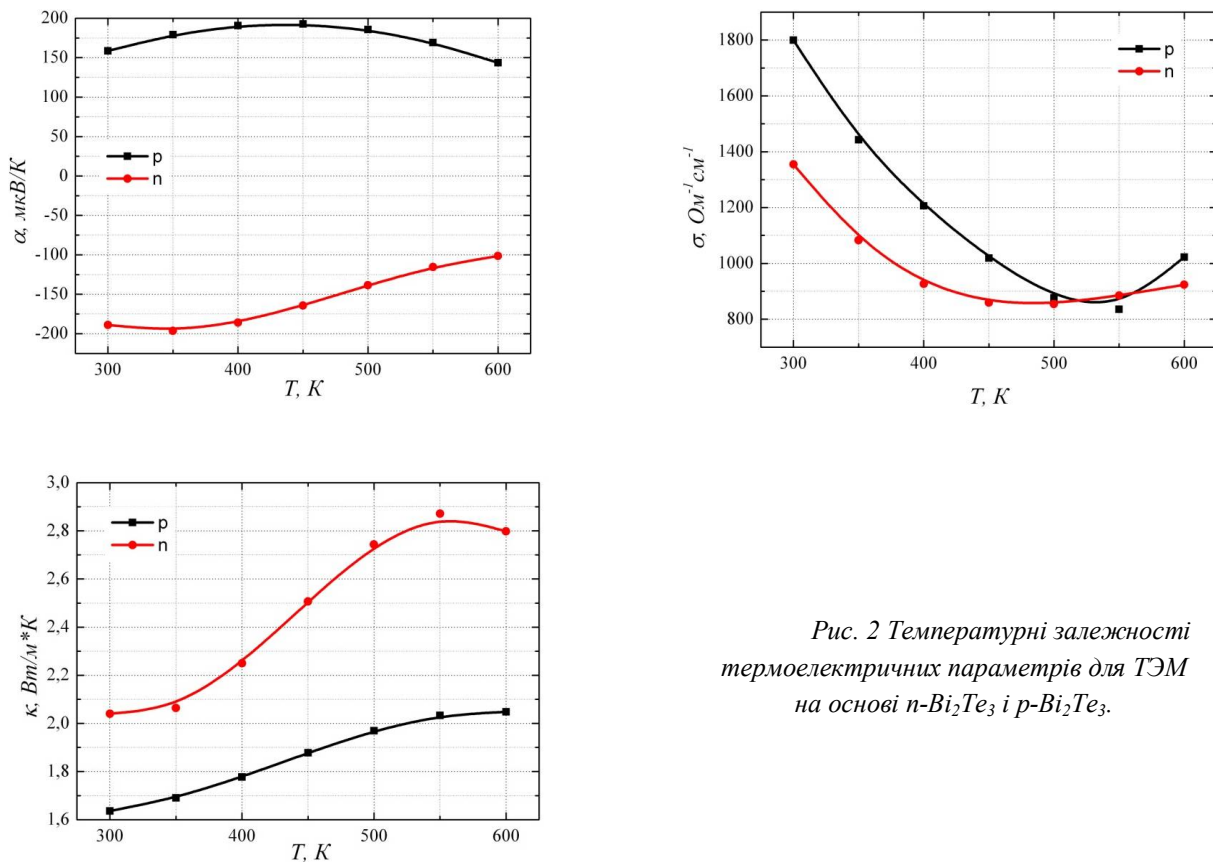 200
150
100
75
50
25
0
-25
-50
-100
-150
-200
α, мкВ/К
p
n
300
400
500
600
T, К
1800
1600
1400
1200
1000
800
σ, Ом⁻¹см⁻¹
p
n
300
400
500
600
T, К
3,0
2,8
2,6
2,4
2,2
2,0
1,8
1,6
κ, Вт/м*К
p
n
300
400
500
600
T, К
Рис. 2 Температурні залежності
термоелектричних параметрів для ТЭМ
на основі n-Bi₂Te₃ і p-Bi₂Te₃.